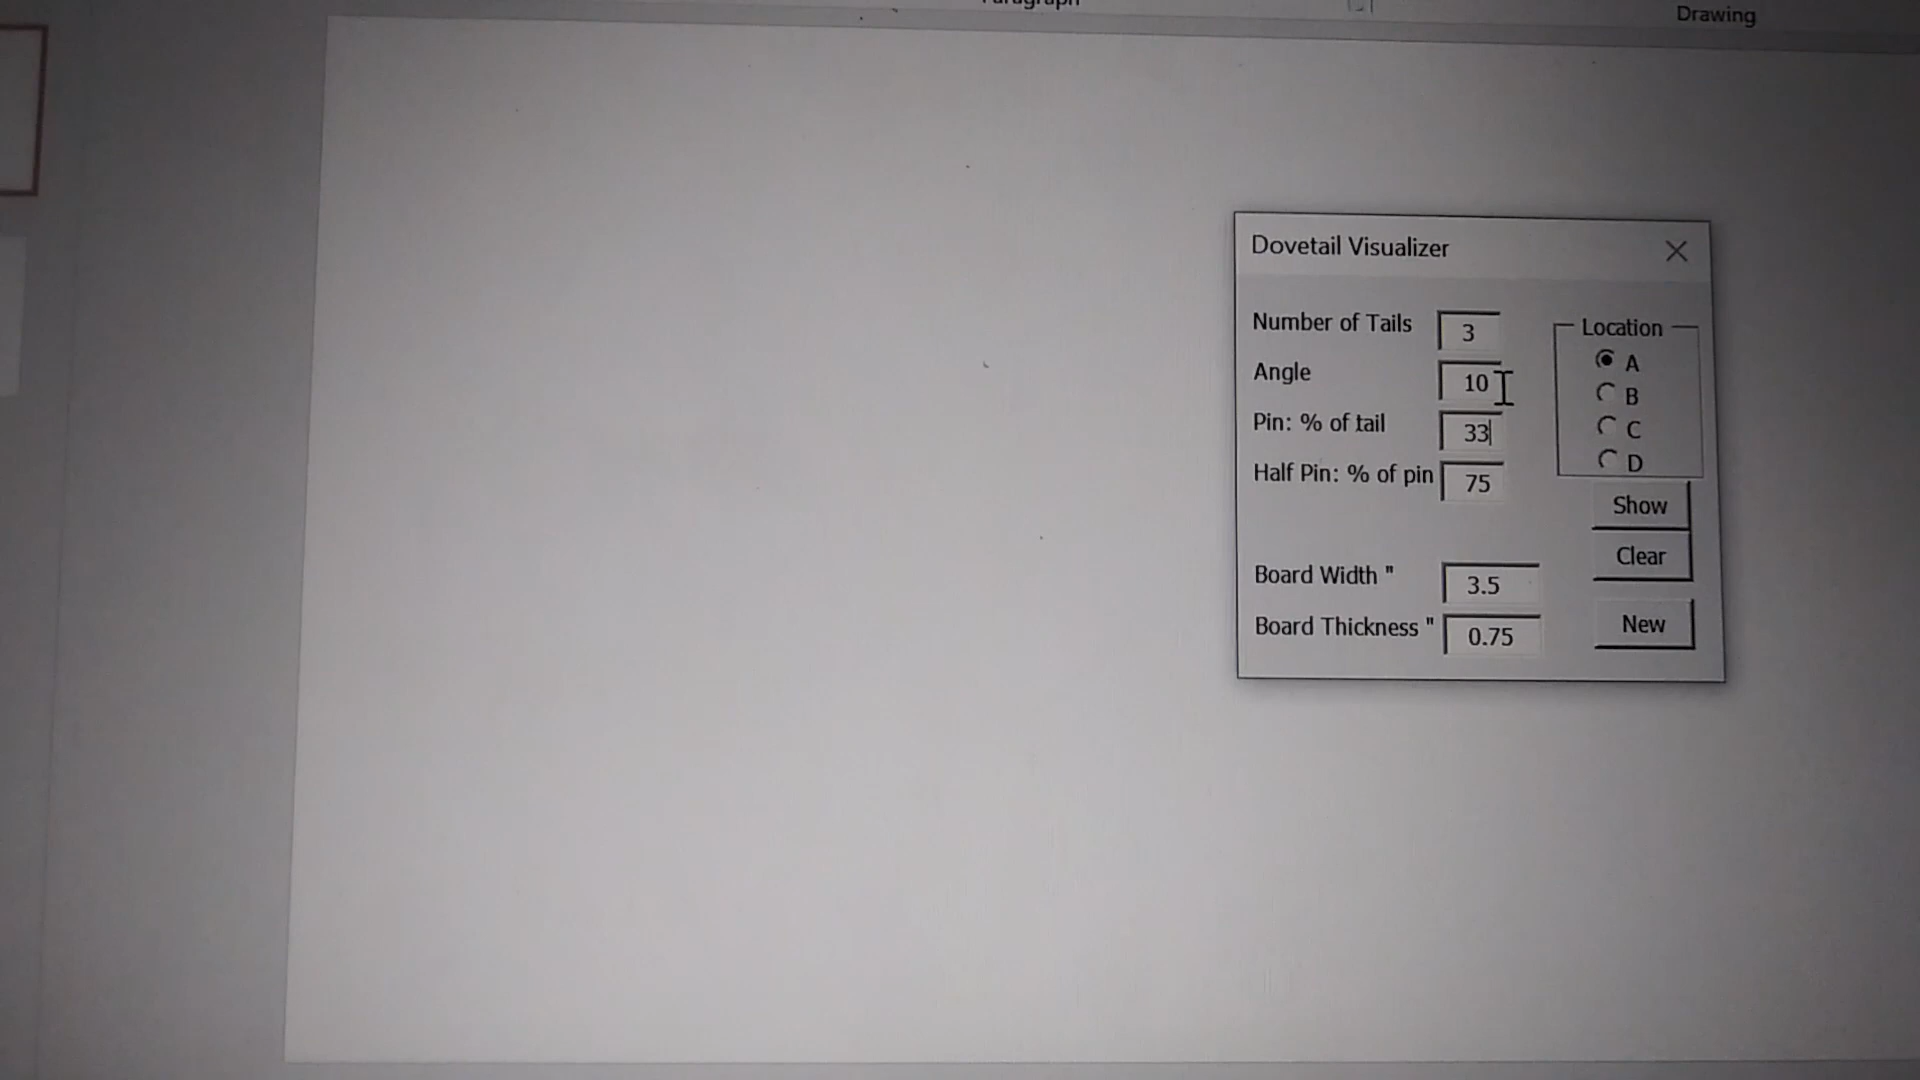 Paragraph
Drawing
Dovetail Visualizer
Number of Tails 3
Angle 10
Pin: % of tail 33
Half Pin: % of pin 75
Board Width " 3.5
Board Thickness " 0.75
Location
A
B
C
D
Show
Clear
New